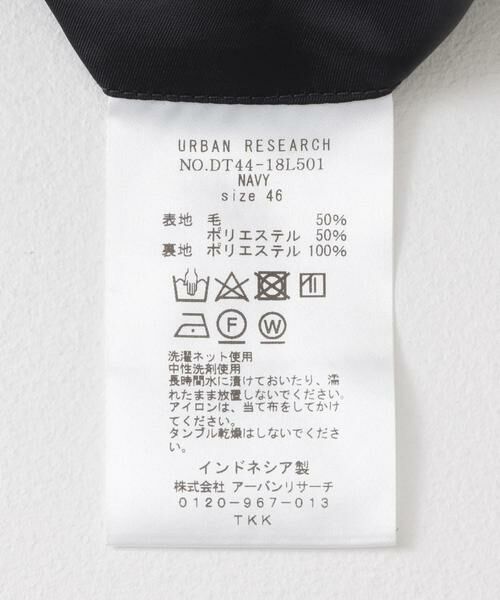 URBAN RESEARCH
NO.DT44-18L501
NAVY
size 46
表地 毛 50%
ポリエステル 50%
裏地 ポリエステル 100%
F W
洗濯ネット使用
中性洗剤使用
長時間水に漬けておいたり、濡
れたまま放置しないでください。
アイロンは、当て布をしてかけ
てください。
タンブル乾燥はしないでくださ
い。
インドネシア製
株式会社 アーバンリサーチ
0120-967-013
TKK